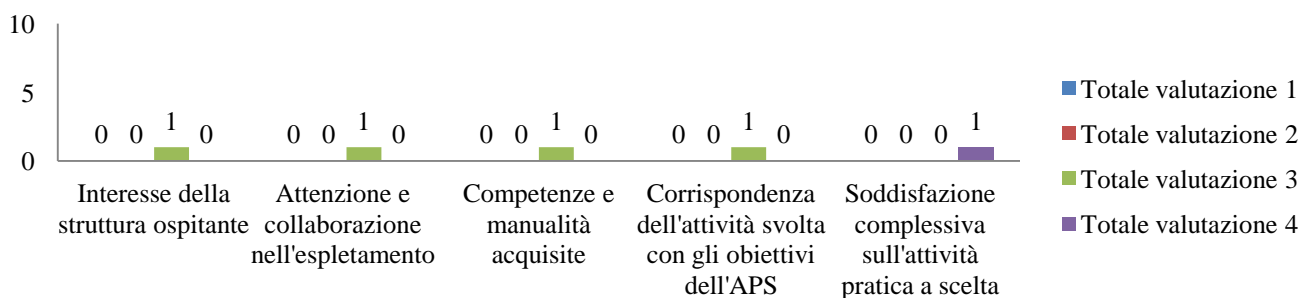 10
5
0
0 0 1 0 0 0 1 0 0 0 1 0 0 0 1 0 0 0 0 1
Interesse della
struttura ospitante
Attenzione e
collaborazione
nell'espletamento
Competenze e
manualità
acquisite
Corrispondenza
dell'attività svolta
con gli obiettivi
dell'APS
Soddisfazione
complessiva
sull'attività
pratica a scelta
Totale valutazione 1
Totale valutazione 2
Totale valutazione 3
Totale valutazione 4